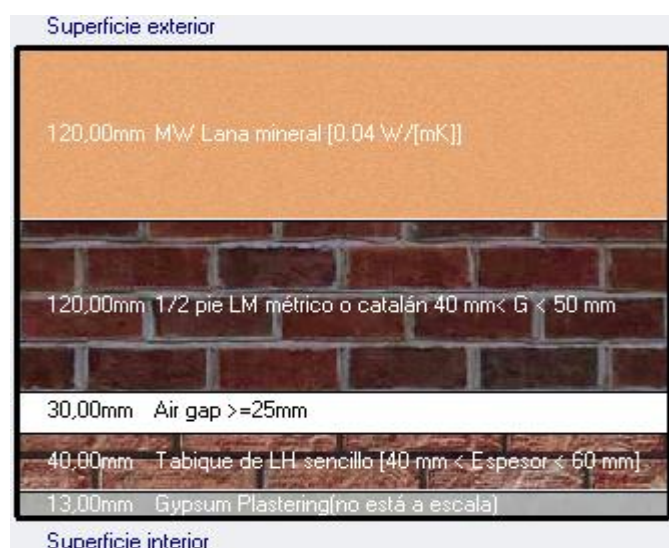 Superficie exterior
120,00mm MW Lana mineral [0.04 W/[mK]]
120,00mm 1/2 pie LM métrico o catalán 40 mm< G < 50 mm
30,00mm Air gap >=25mm
40,00mm Tabique de LH sencillo [40 mm < Espesor < 60 mm]
13,00mm Gypsum Plastering(no está a escala)
Superficie interior